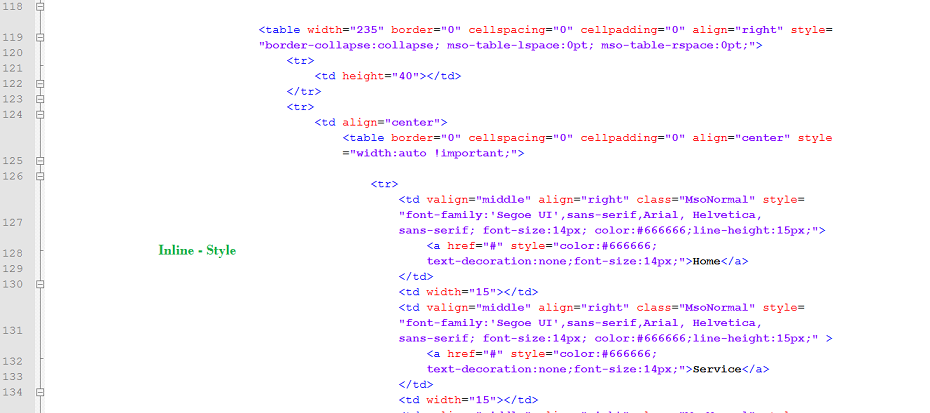 118
<table width="235" border="0" cellspacing="0" cellpadding="0" align="right" style=
119
"border-collapse:collapse; mso-table-lspace:0pt; mso-table-rspace:0pt;">
120
<tr>
121
<td height="40"></td>
122
</tr>
123
<tr>
124
<td align="center">
<table border="0" cellspacing="0" cellpadding="0" align="center" style
="width:auto !important;">
125
126
<tr>
<td valign="middle" align="right" class="MsoNormal" style=
"font-family:'Segoe UI',sans-serif,Arial, Helvetica,
127
sans-serif; font-size:14px; color:#666666;line-height:15px;">
Inline - Style
<a href="#" style="color:#666666;
128
text-decoration:none;font-size:14px;">Home</a>
129
</td>
130
<td width="15"></td>
<td valign="middle" align="right" class="MsoNormal" style=
"font-family:'Segoe UI',sans-serif,Arial, Helvetica,
131
sans-serif; font-size:14px; color:#666666;line-height:15px;" >
<a href="#" style="color:#666666;
132
text-decoration:none;font-size:14px;">Service</a>
133
</td>
134
<td width="15"></td>